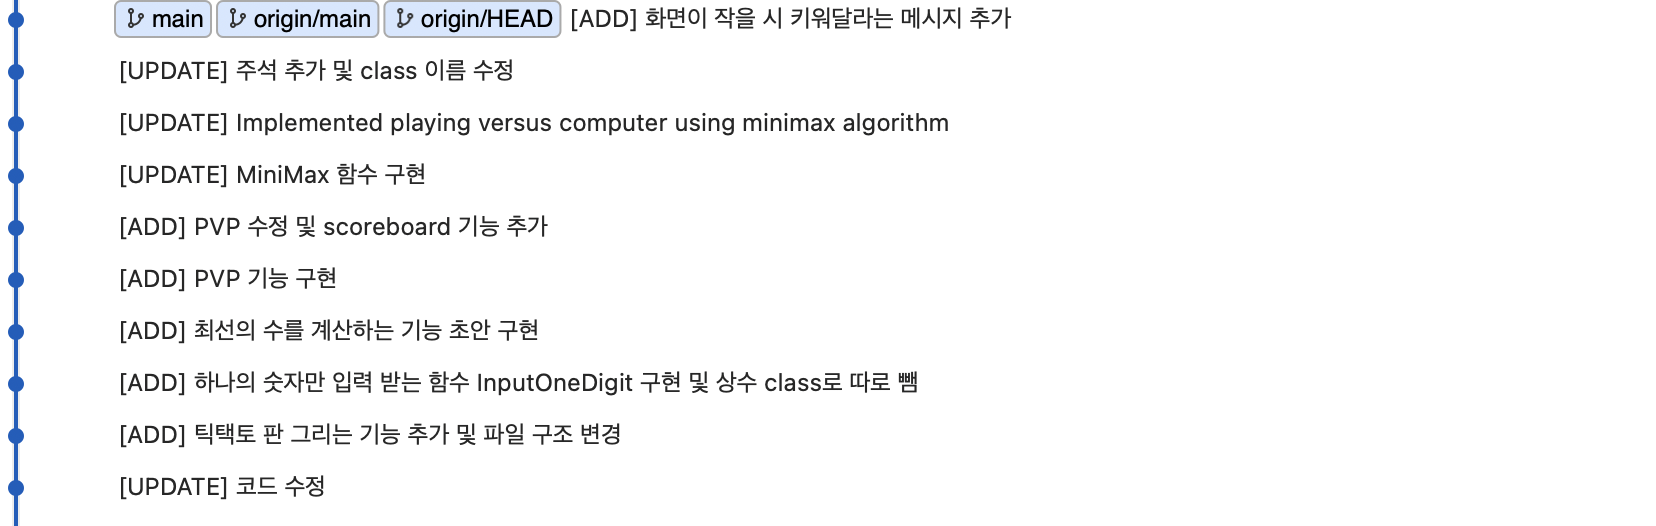 main origin/main origin/HEAD [ADD] 화면이 작을 시 키워달라는 메시지 추가
[UPDATE] 주석 추가 및 class 이름 수정
[UPDATE] Implemented playing versus computer using minimax algorithm
[UPDATE] MiniMax 함수 구현
[ADD] PVP 수정 및 scoreboard 기능 추가
[ADD] PVP 기능 구현
[ADD] 최선의 수를 계산하는 기능 초안 구현
[ADD] 하나의 숫자만 입력 받는 함수 InputOneDigit 구현 및 상수 class로 따로 뺌
[ADD] 틱택토 판 그리는 기능 추가 및 파일 구조 변경
[UPDATE] 코드 수정